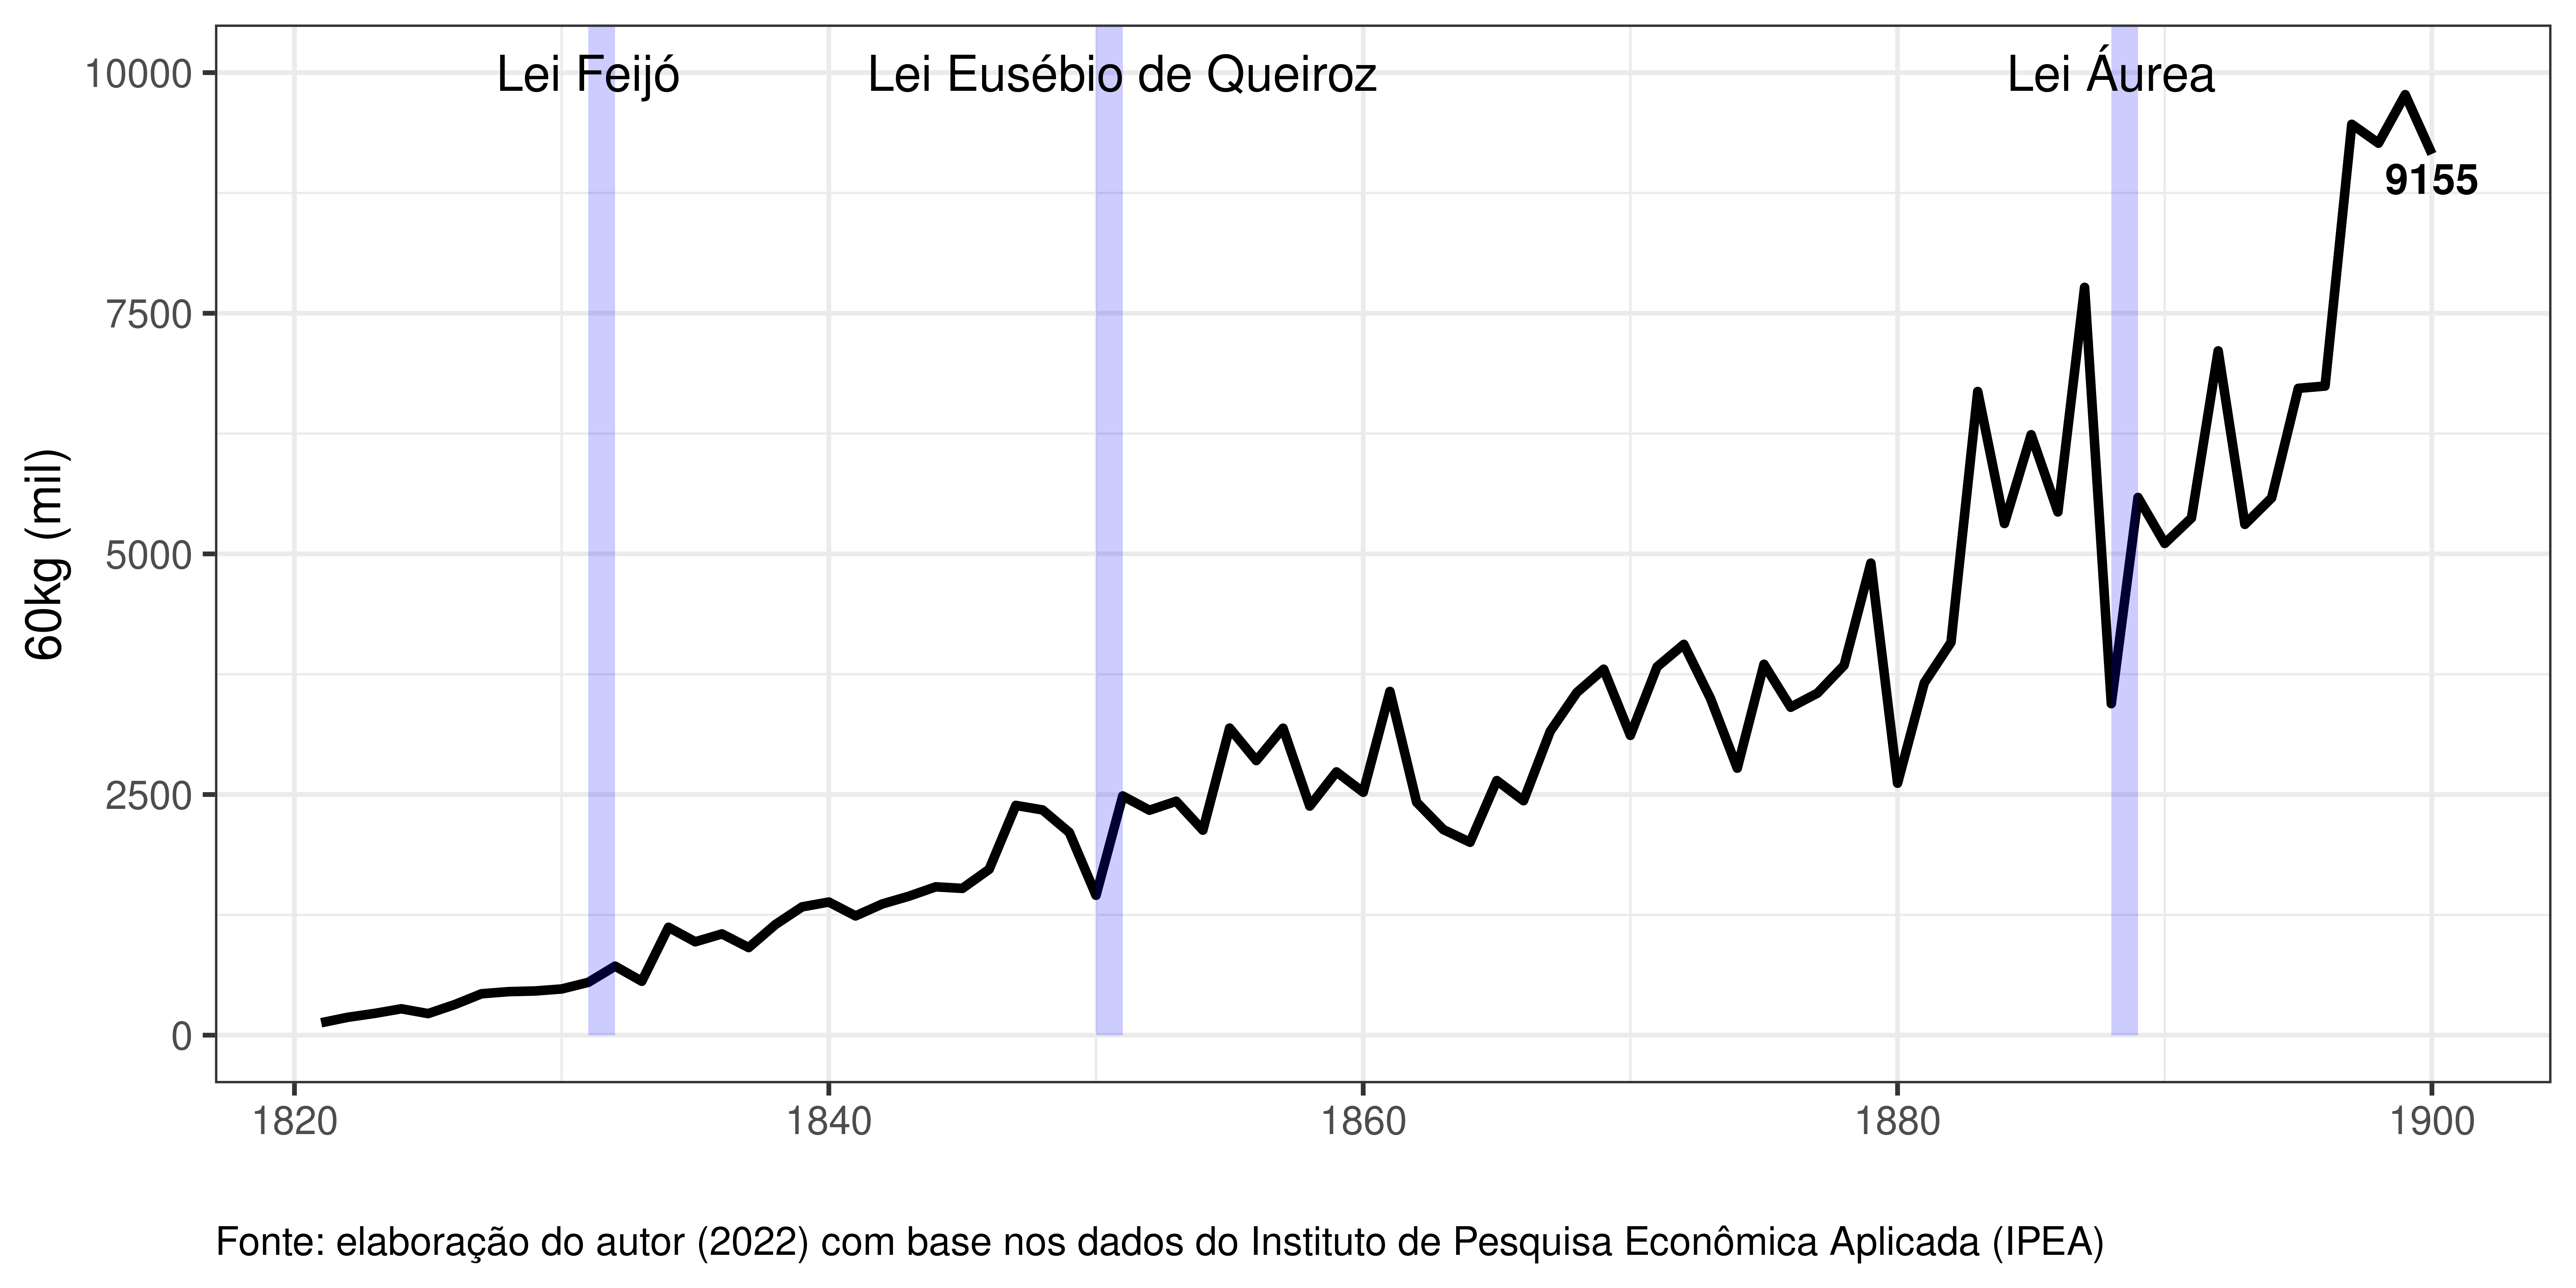 Lei Feijó
Lei Eusébio de Queiroz
Lei Áurea
10000
7500
5000
2500
0
60kg (mil)
9155
1820
1840
1860
1880
1900
Fonte: elaboração do autor (2022) com base nos dados do Instituto de Pesquisa Econômica Aplicada (IPEA)